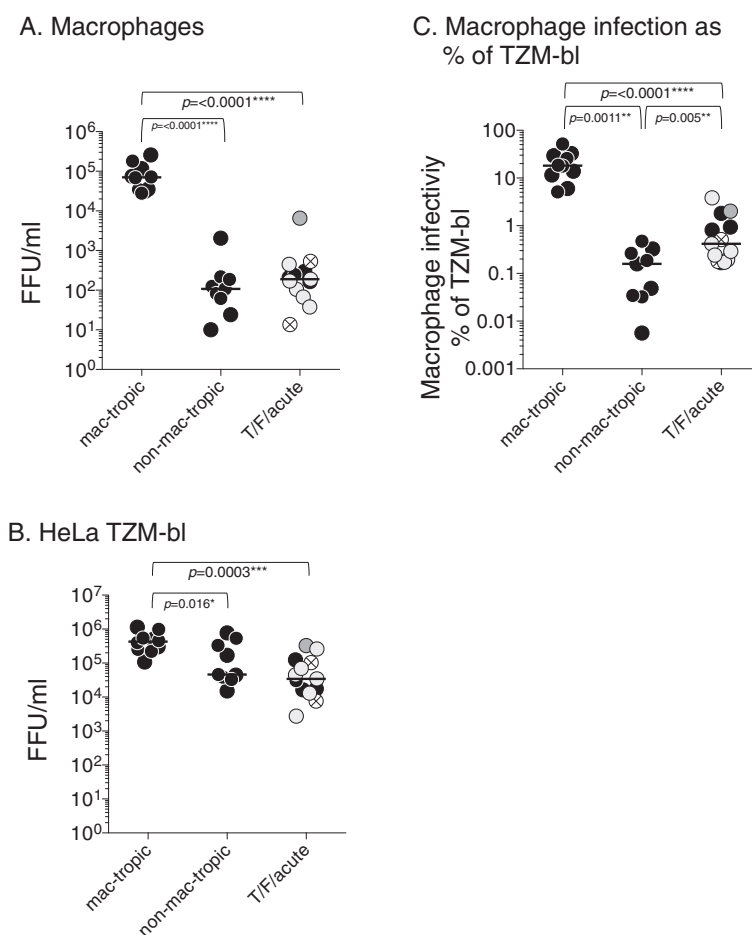 A. Macrophages
p=<0.0001****
p=<0.0001****
10⁶
10⁵
10⁴
10³
10²
10¹
10⁰
FFU/ml
mac-tropic
non-mac-tropic
T/F/acute
C. Macrophage infection as
% of TZM-bl
p=<0.0001****
p=0.0011**
p=0.005**
100
10
1
0.1
0.01
0.001
Macrophage infectiviy
% of TZM-bl
mac-tropic
non-mac-tropic
T/F/acute
B. HeLa TZM-bl
p=0.0003***
p=0.016*
10⁷
10⁶
10⁵
10⁴
10³
10²
10¹
10⁰
FFU/ml
mac-tropic
non-mac-tropic
T/F/acute